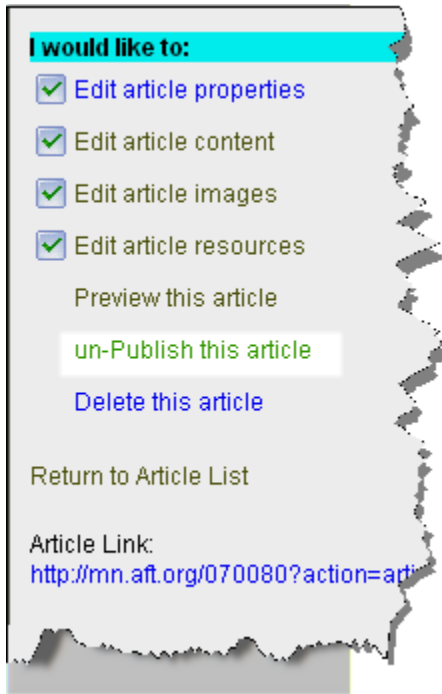 I would like to:
Edit article properties
Edit article content
Edit article images
Edit article resources
Preview this article
un-Publish this article
Delete this article
Return to Article List
Article Link:
http://mn.aft.org/070080?action=arti